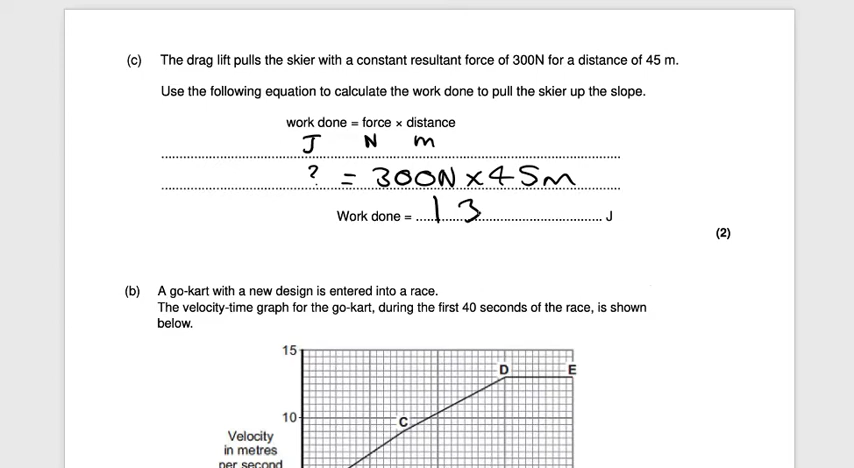 (c) The drag lift pulls the skier with a constant resultant force of 300N for a distance of 45 m.
Use the following equation to calculate the work done to pull the skier up the slope.
work done = force × distance
J N m
? = 300N × 45m
Work done = 13 J
(2)
(b) A go-kart with a new design is entered into a race.
The velocity-time graph for the go-kart, during the first 40 seconds of the race, is shown
below.
15
D E
10
C
Velocity
in metres
per second